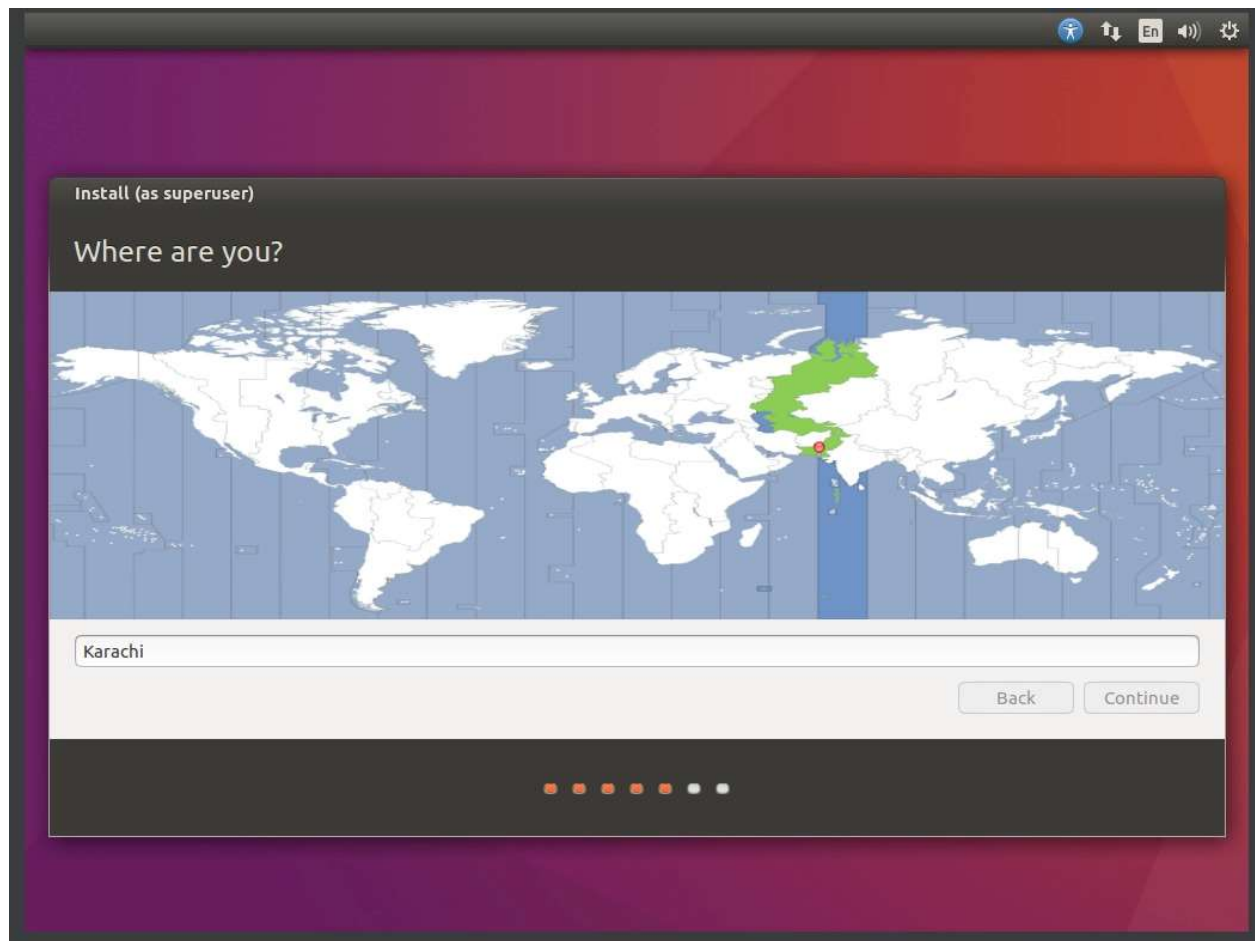 En
Install (as superuser)
Where are you?
Karachi
Back
Continue